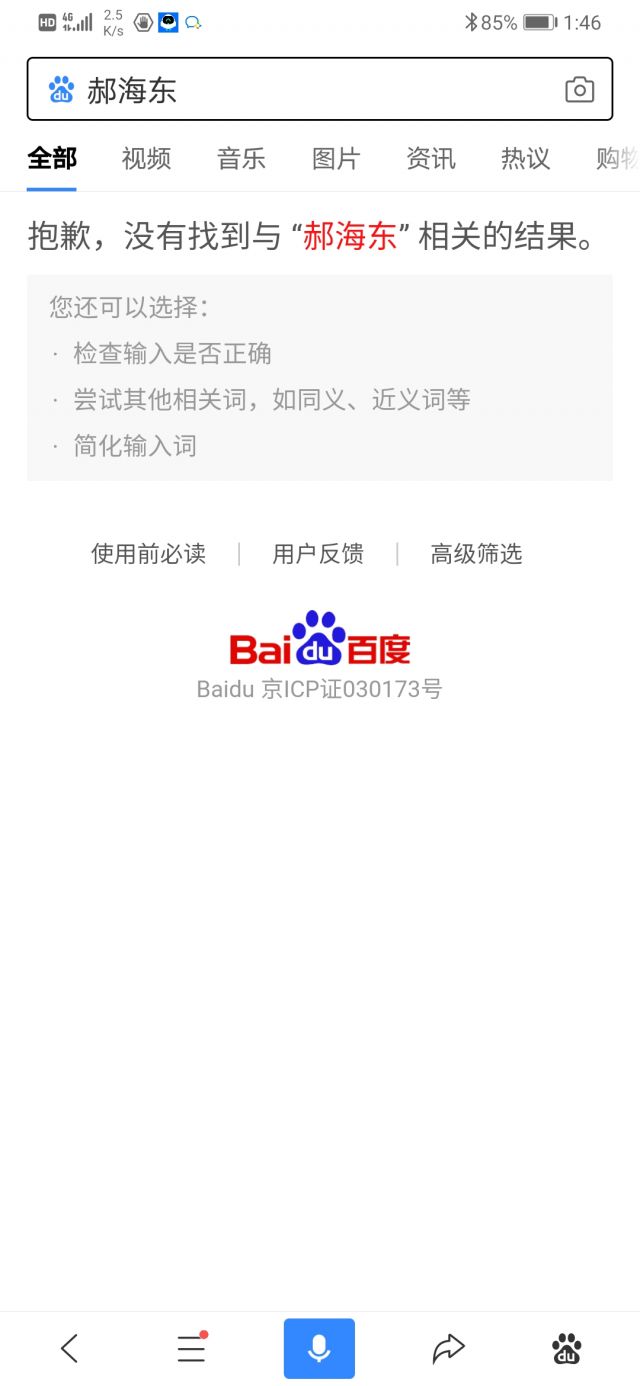 HD 4G 2.5 K/s 85% 1:46
郝海东
全部 视频 音乐 图片 资讯 热议 购物
抱歉，没有找到与 “郝海东” 相关的结果。
您还可以选择：
· 检查输入是否正确
· 尝试其他相关词，如同义、近义词等
· 简化输入词
使用前必读 | 用户反馈 | 高级筛选
Baidu百度
Baidu 京ICP证030173号